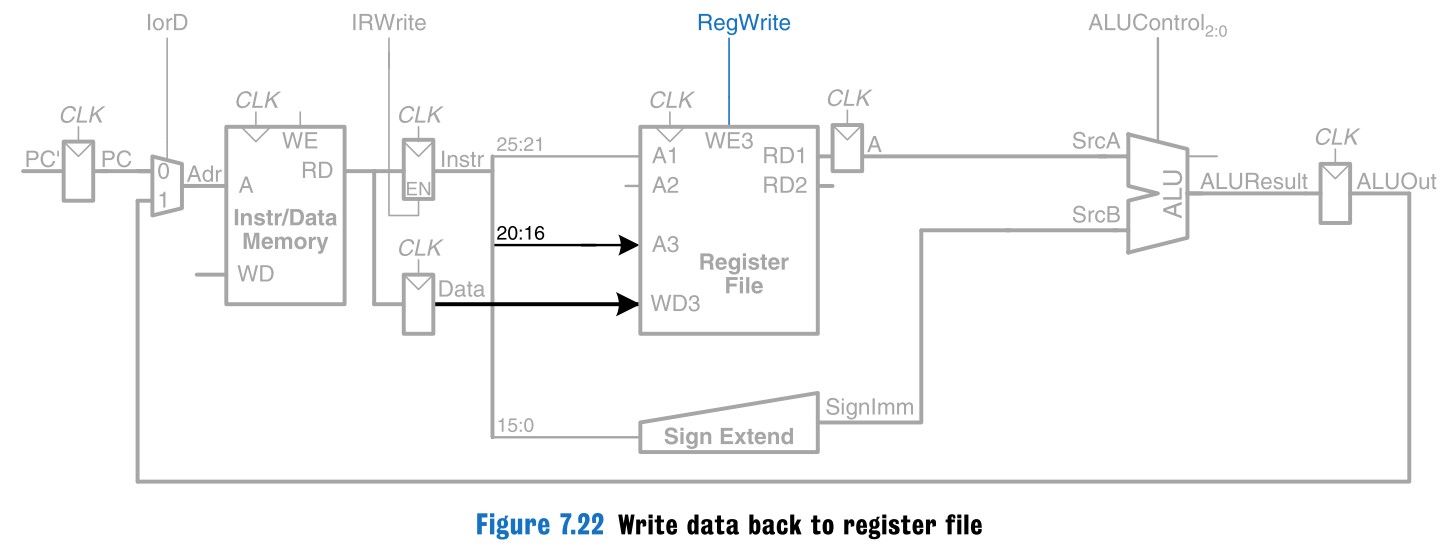 IorD IRWrite RegWrite ALUControl2:0
CLK CLK CLK CLK CLK CLK
PC' PC 0 1 Adr
WE
A RD
Instr/Data
Memory
WD
EN
Instr
CLK
Data
25:21
20:16
15:0
WE3
A1 RD1
A2 RD2
A3
Register
File
WD3
A
SrcA
SrcB
ALU
ALUResult
ALUOut
Sign Extend
SignImm
Figure 7.22 Write data back to register file